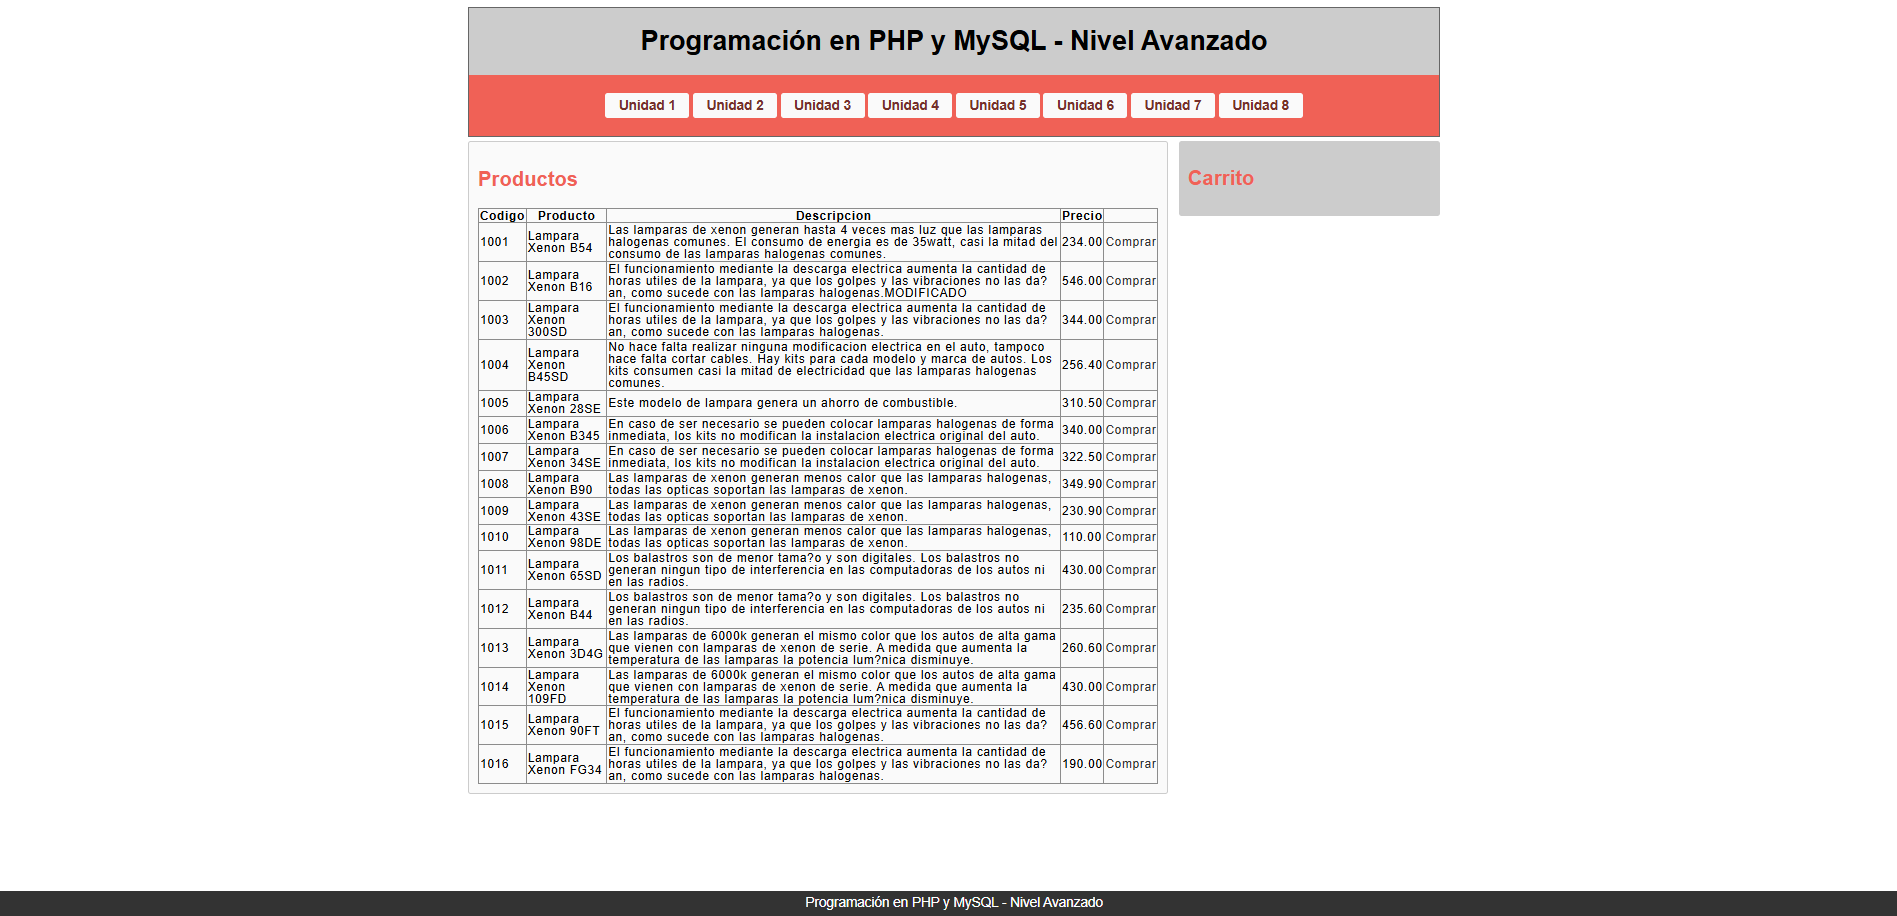 Programación en PHP y MySQL - Nivel Avanzado
Unidad 1 Unidad 2 Unidad 3 Unidad 4 Unidad 5 Unidad 6 Unidad 7 Unidad 8
Productos
Codigo Producto Descripcion Precio
1001
Lampara
Xenon B54
Las lamparas de xenon generan hasta 4 veces mas luz que las lamparas
halogenas comunes. El consumo de energia es de 35watt, casi la mitad del
consumo de las lamparas halogenas comunes.
234.00 Comprar
1002
Lampara
Xenon B16
El funcionamiento mediante la descarga electrica aumenta la cantidad de
horas utiles de la lampara, ya que los golpes y las vibraciones no las da?
an, como sucede con las lamparas halogenas.MODIFICADO
546.00 Comprar
1003
Lampara
Xenon
300SD
El funcionamiento mediante la descarga electrica aumenta la cantidad de
horas utiles de la lampara, ya que los golpes y las vibraciones no las da?
an, como sucede con las lamparas halogenas.
344.00 Comprar
1004
Lampara
Xenon
B45SD
No hace falta realizar ninguna modificacion electrica en el auto, tampoco
hace falta cortar cables. Hay kits para cada modelo y marca de autos. Los
kits consumen casi la mitad de electricidad que las lamparas halogenas
comunes.
256.40 Comprar
1005
Lampara
Xenon 28SE
Este modelo de lampara genera un ahorro de combustible.
310.50 Comprar
1006
Lampara
Xenon B345
En caso de ser necesario se pueden colocar lamparas halogenas de forma
inmediata, los kits no modifican la instalacion electrica original del auto.
340.00 Comprar
1007
Lampara
Xenon 34SE
En caso de ser necesario se pueden colocar lamparas halogenas de forma
inmediata, los kits no modifican la instalacion electrica original del auto.
322.50 Comprar
1008
Lampara
Xenon B90
Las lamparas de xenon generan menos calor que las lamparas halogenas,
todas las opticas soportan las lamparas de xenon.
349.90 Comprar
1009
Lampara
Xenon 43SE
Las lamparas de xenon generan menos calor que las lamparas halogenas,
todas las opticas soportan las lamparas de xenon.
230.90 Comprar
1010
Lampara
Xenon 98DE
Las lamparas de xenon generan menos calor que las lamparas halogenas,
todas las opticas soportan las lamparas de xenon.
110.00 Comprar
1011
Lampara
Xenon 65SD
Los balastros son de menor tama?o y son digitales. Los balastros no
generan ningun tipo de interferencia en las computadoras de los autos ni
en las radios.
430.00 Comprar
1012
Lampara
Xenon B44
Los balastros son de menor tama?o y son digitales. Los balastros no
generan ningun tipo de interferencia en las computadoras de los autos ni
en las radios.
235.60 Comprar
1013
Lampara
Xenon 3D4G
Las lamparas de 6000k generan el mismo color que los autos de alta gama
que vienen con lamparas de xenon de serie. A medida que aumenta la
temperatura de las lamparas la potencia lum?nica disminuye.
260.60 Comprar
1014
Lampara
Xenon
109FD
Las lamparas de 6000k generan el mismo color que los autos de alta gama
que vienen con lamparas de xenon de serie. A medida que aumenta la
temperatura de las lamparas la potencia lum?nica disminuye.
430.00 Comprar
1015
Lampara
Xenon 90FT
El funcionamiento mediante la descarga electrica aumenta la cantidad de
horas utiles de la lampara, ya que los golpes y las vibraciones no las da?
an, como sucede con las lamparas halogenas.
456.60 Comprar
1016
Lampara
Xenon FG34
El funcionamiento mediante la descarga electrica aumenta la cantidad de
horas utiles de la lampara, ya que los golpes y las vibraciones no las da?
an, como sucede con las lamparas halogenas.
190.00 Comprar
Carrito
Programación en PHP y MySQL - Nivel Avanzado